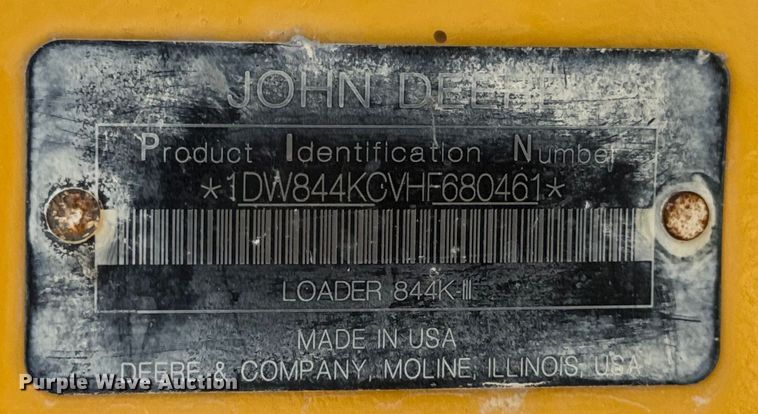 JOHN DEERE
Product Identification Number
*1DW844KCVHF680461*
LOADER 844K-III
MADE IN USA
DEERE & COMPANY, MOLINE, ILLINOIS, USA
Purple Wave Auction